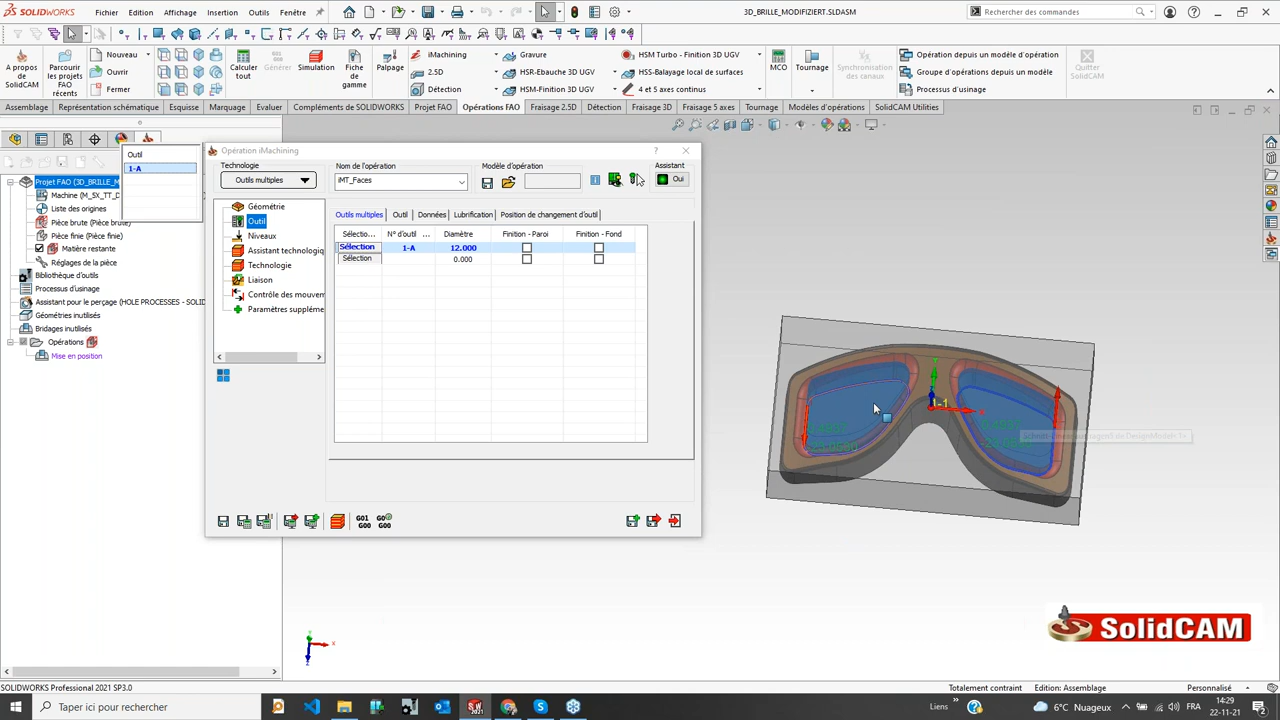 SOLIDWORKS
Fichier Edition Affichage Insertion Outils Fenêtre
3D_BRILLE_MODIFIZIERT.SLDASM
Rechercher des commandes
A propos de SolidCAM
Parcourir les projets FAO récents
Nouveau
Ouvrir
Fermer
Calculer tout
Générer
Simulation
Fiche de gamme
Palpage
iMachining
2.5D
Détection
Gravure
HSR-Ebauche 3D UGV
HSM-Finition 3D UGV
HSM Turbo - Finition 3D UGV
HSS-Balayage local de surfaces
4 et 5 axes continus
MCO
Tournage
Synchronisation des canaux
Opération depuis un modèle d'opération
Groupe d'opérations depuis un modèle
Processus d'usinage
Quitter SolidCAM
Assemblage Représentation schématique Esquisse Marquage Evaluer Compléments de SOLIDWORKS Projet FAO Opérations FAO Fraisage 2.5D Détection Fraisage 3D Fraisage 5 axes Tournage Modèles d'opérations SolidCAM Utilities
Outil
1-A
Projet FAO (3D_BRILLE_M
Machine (M_5X_TT_D
Liste des origines
Pièce brute (Pièce brute)
Pièce finie (Pièce finie)
Matière restante
Réglages de la pièce
Bibliothèque d'outils
Processus d'usinage
Assistant pour le perçage (HOLE PROCESSES - SOLID
Géométries inutilisés
Bridages inutilisés
Opérations
Mise en position
Opération iMachining
Technologie
Outils multiples
Nom de l'opération
iMT_Faces
Modèle d'opération
Assistant
Oui
Géométrie
Outil
Niveaux
Assistant technologiq
Technologie
Liaison
Contrôle des mouvem
Paramètres suppléme
Outils multiples Outil Données Lubrification Position de changement d'outil
Sélectio... N° d'outil ... Diamètre Finition - Paroi Finition - Fond
Sélection 1-A 12.000
Sélection 0.000
G01 G00
G0 G00
1-1
SolidCAM
SOLIDWORKS Professional 2021 SP3.0
Totalement contraint
Edition: Assemblage
Personnalisé
Taper ici pour rechercher
Liens
6°C Nuageux
FRA
14:29
22-11-21